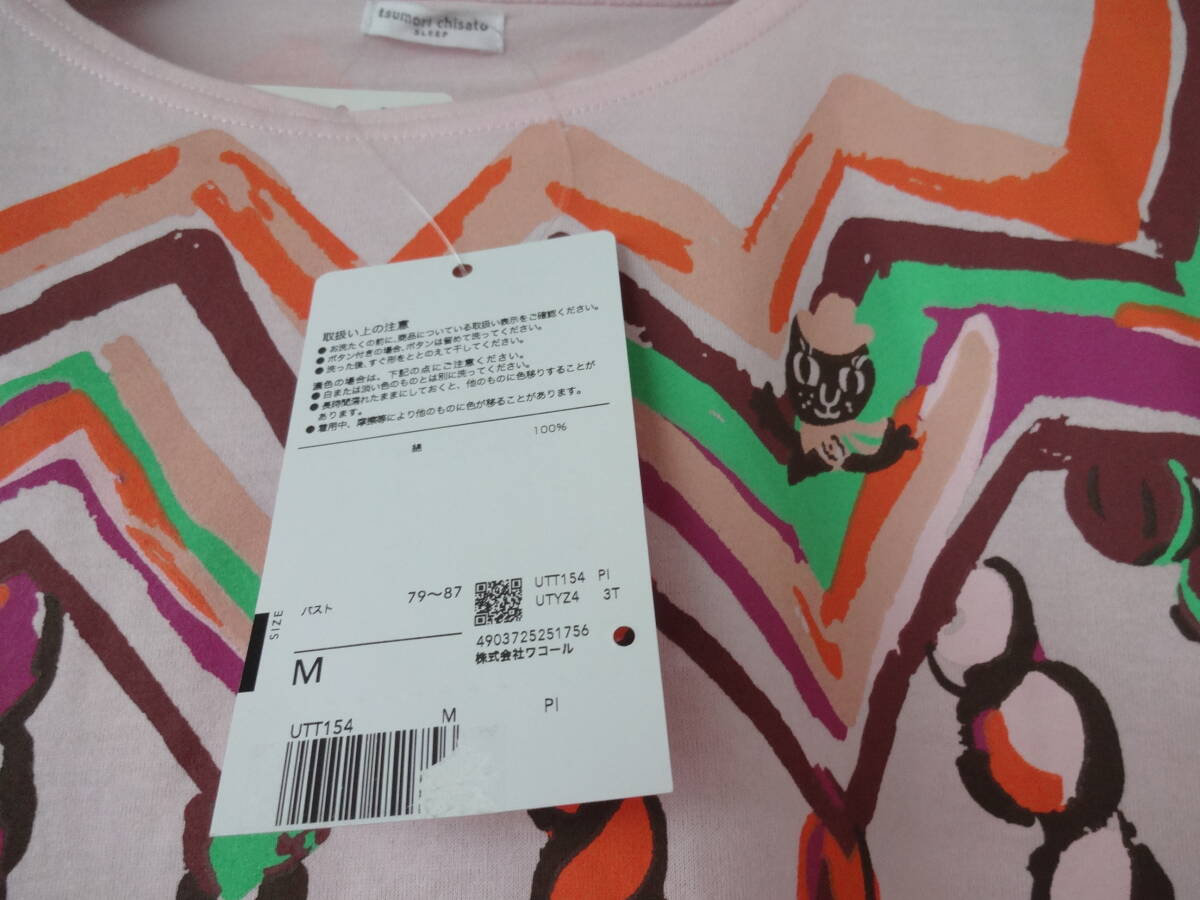 tsumori chisato
SLEEP
取扱い上の注意
● お洗たくの前に、商品についている取扱い表示をご確認ください。
● ボタン付きの場合、ボタンは留めて洗ってください。
● 洗った後、すぐ形をととのえて干してください。
濃色の場合は、下記の点にご注意ください。
● 白または淡い色のものとは別に洗ってください。
● 長時間濡れたままにしておくと、他のものに色移りすることが
あります。
● 着用中、摩擦等により他のものに色が移ることがあります。
綿 100%
SIZE
バスト 79〜87
M
UTT154 PI
UTYZ4 3T
4903725251756
株式会社ワコール
UTT154 M PI